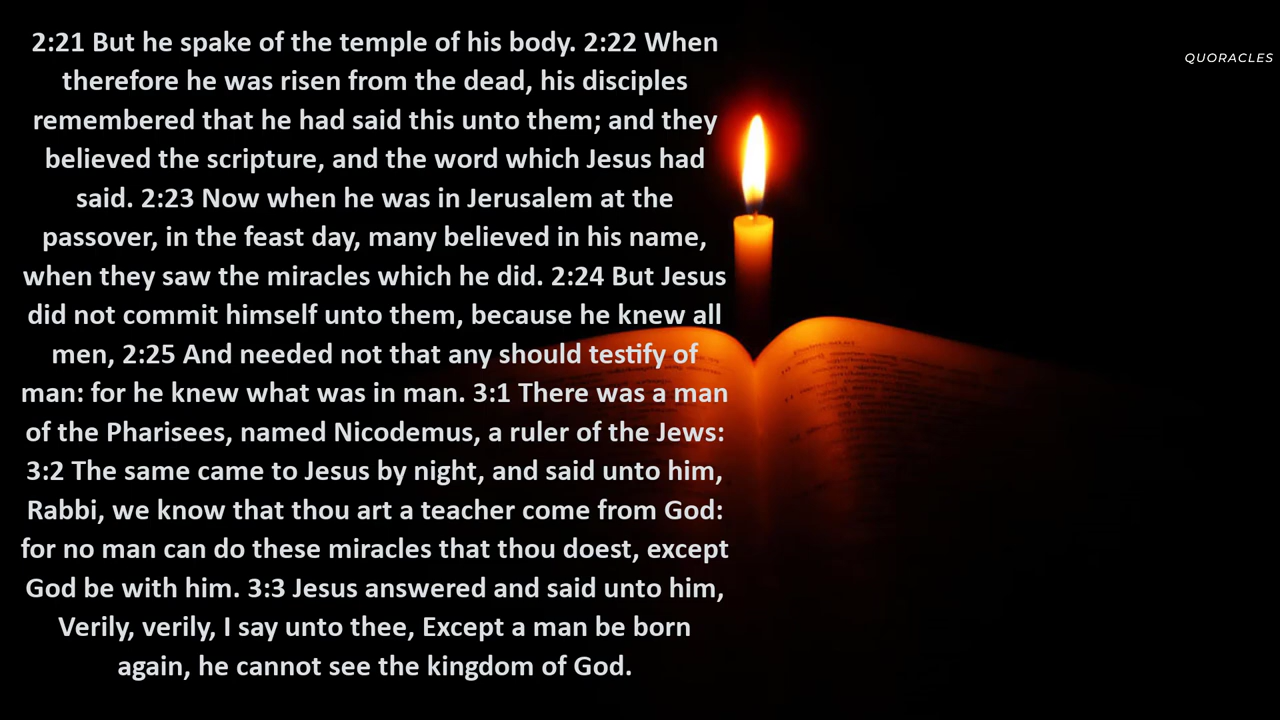 2:21 But he spake of the temple of his body. 2:22 When
therefore he was risen from the dead, his disciples
remembered that he had said this unto them; and they
believed the scripture, and the word which Jesus had
said. 2:23 Now when he was in Jerusalem at the
passover, in the feast day, many believed in his name,
when they saw the miracles which he did. 2:24 But Jesus
did not commit himself unto them, because he knew all
men, 2:25 And needed not that any should testify of
man: for he knew what was in man. 3:1 There was a man
of the Pharisees, named Nicodemus, a ruler of the Jews:
3:2 The same came to Jesus by night, and said unto him,
Rabbi, we know that thou art a teacher come from God:
for no man can do these miracles that thou doest, except
God be with him. 3:3 Jesus answered and said unto him,
Verily, verily, I say unto thee, Except a man be born
again, he cannot see the kingdom of God.
QUORACLES